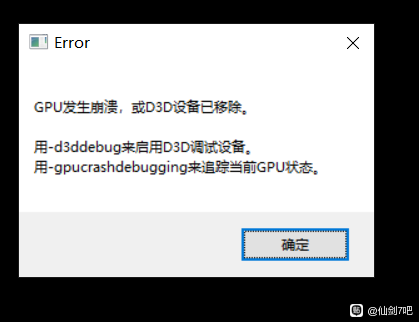 Error
GPU发生崩溃，或D3D设备已移除。
用-d3ddebug来启用D3D调试设备。
用-gpucrashdebugging来追踪当前GPU状态。
确定
@仙剑7吧